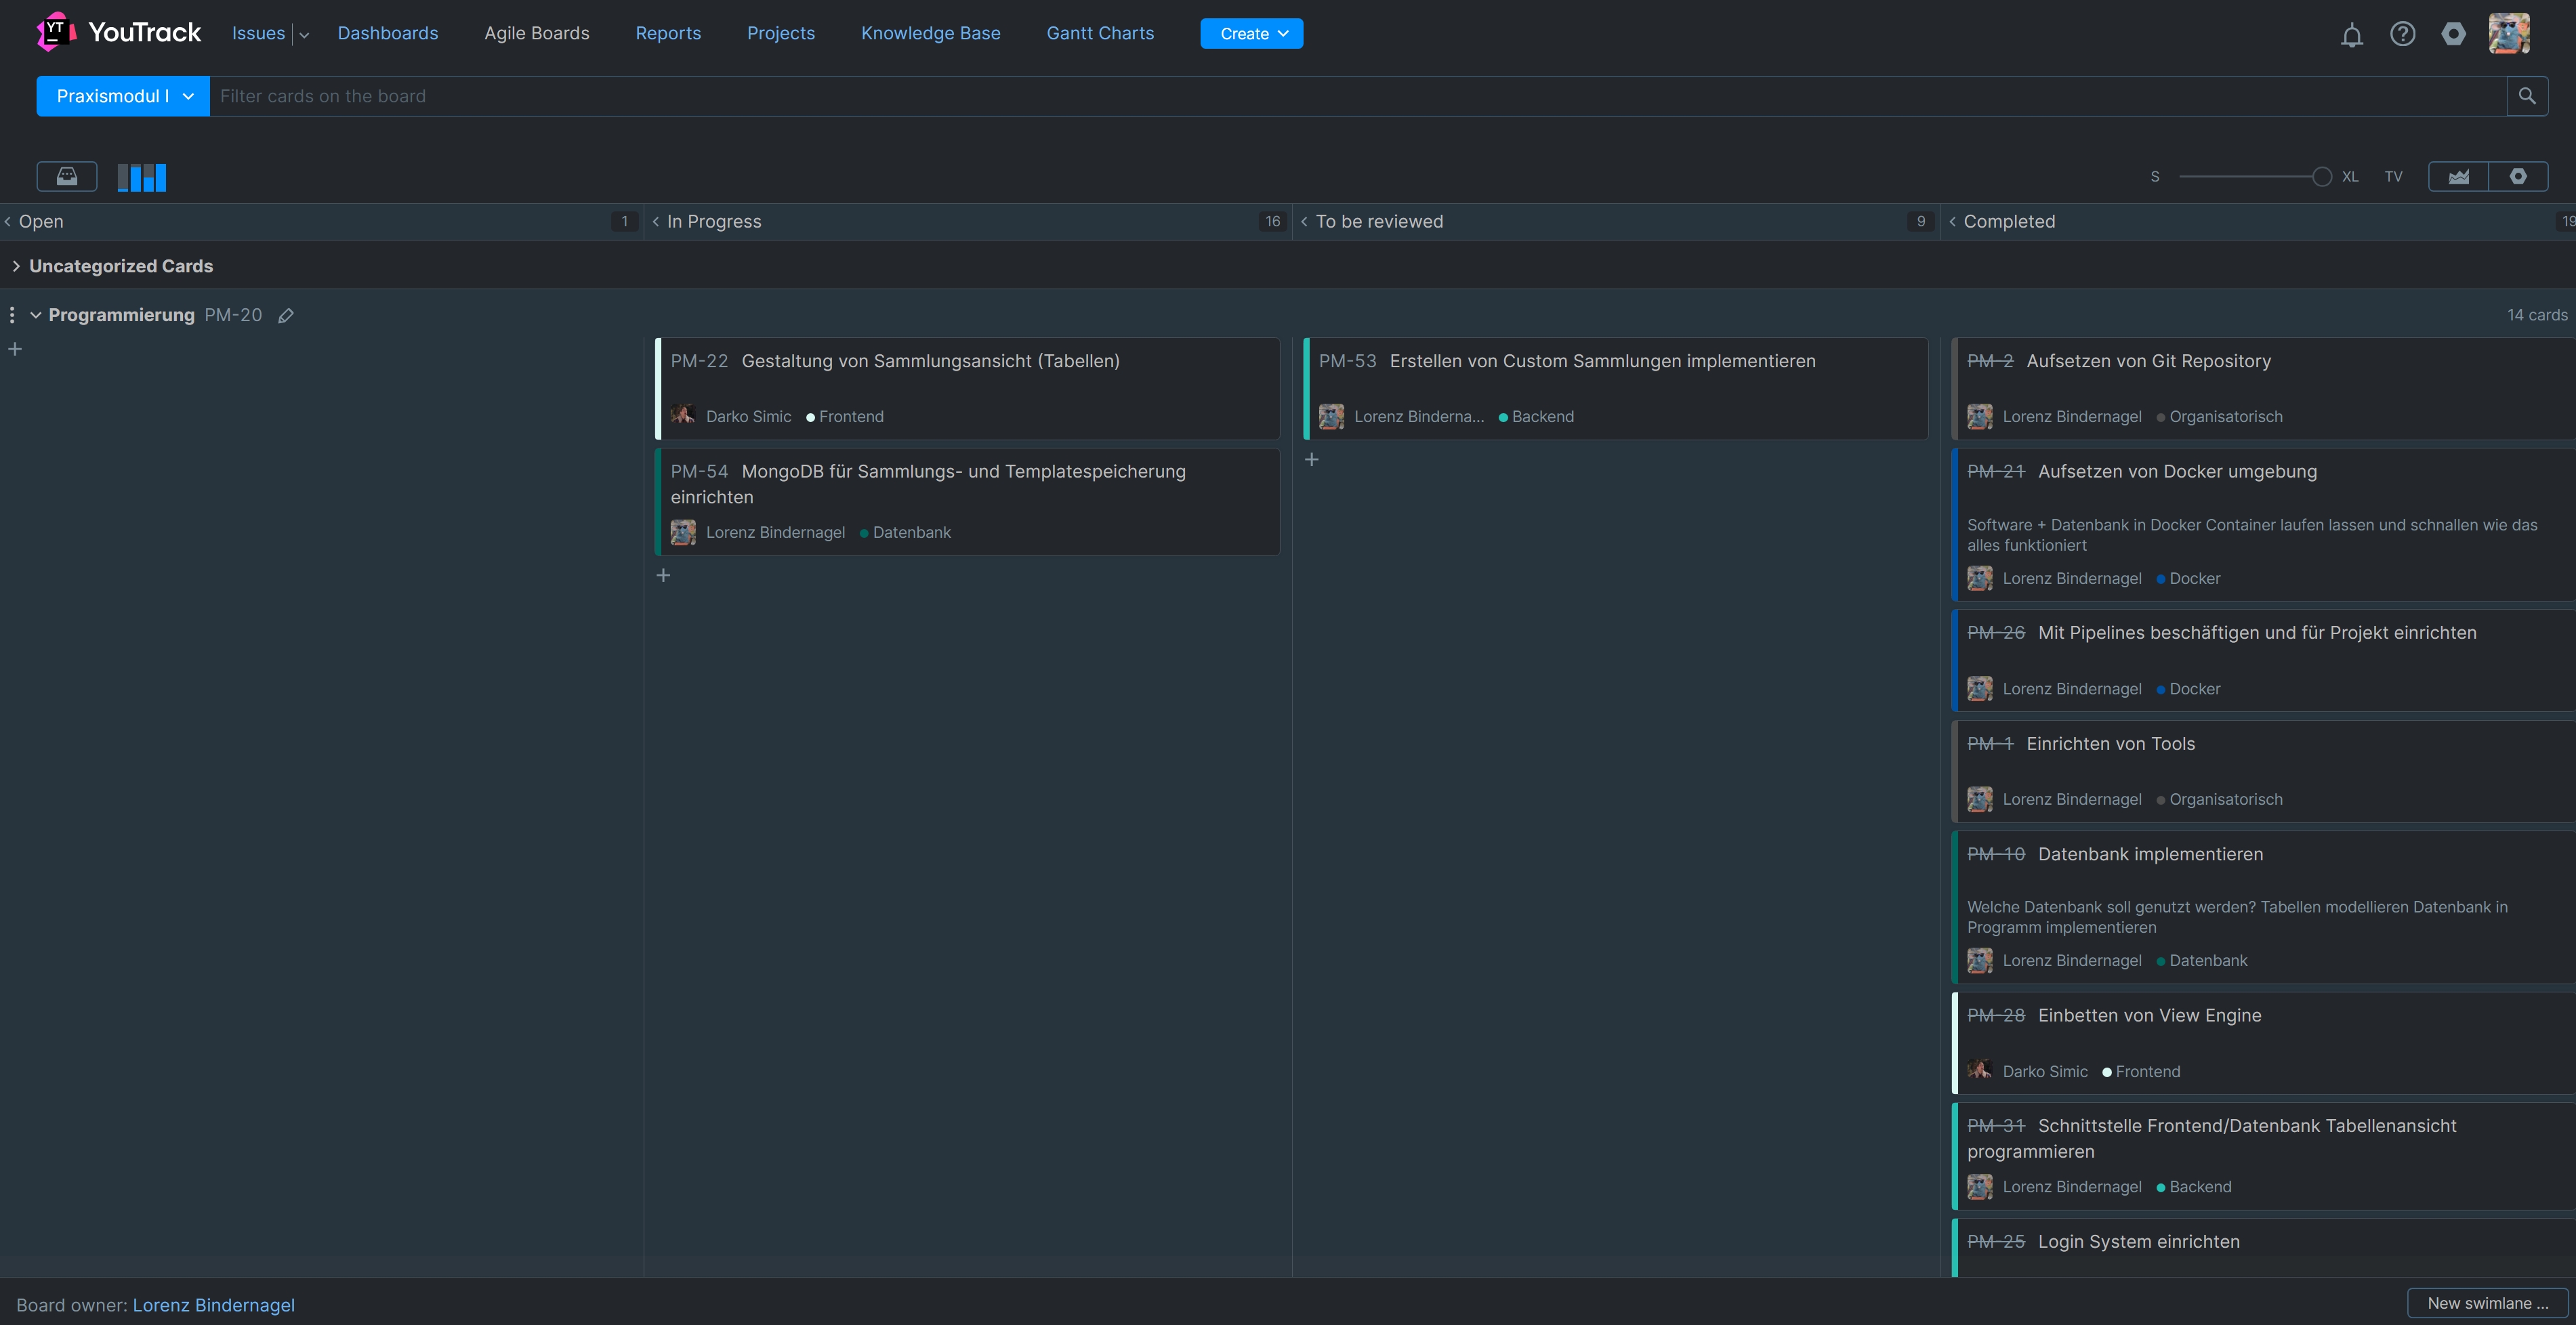 YT YouTrack Issues Dashboards Agile Boards Reports Projects Knowledge Base Gantt Charts Create
Praxismodul I Filter cards on the board
S XL TV
Open 1 In Progress 16 To be reviewed 9 Completed 19
Uncategorized Cards
Programmierung PM-20 14 cards
PM-22 Gestaltung von Sammlungsansicht (Tabellen)
Darko Simic Frontend
PM-54 MongoDB für Sammlungs- und Templatespeicherung
einrichten
Lorenz Bindernagel Datenbank
PM-53 Erstellen von Custom Sammlungen implementieren
Lorenz Binderna... Backend
PM-2 Aufsetzen von Git Repository
Lorenz Bindernagel Organisatorisch
PM-21 Aufsetzen von Docker umgebung
Software + Datenbank in Docker Container laufen lassen und schnallen wie das
alles funktioniert
Lorenz Bindernagel Docker
PM-26 Mit Pipelines beschäftigen und für Projekt einrichten
Lorenz Bindernagel Docker
PM-1 Einrichten von Tools
Lorenz Bindernagel Organisatorisch
PM-10 Datenbank implementieren
Welche Datenbank soll genutzt werden? Tabellen modellieren Datenbank in
Programm implementieren
Lorenz Bindernagel Datenbank
PM-28 Einbetten von View Engine
Darko Simic Frontend
PM-31 Schnittstelle Frontend/Datenbank Tabellenansicht
programmieren
Lorenz Bindernagel Backend
PM-25 Login System einrichten
Board owner: Lorenz Bindernagel New swimlane ...